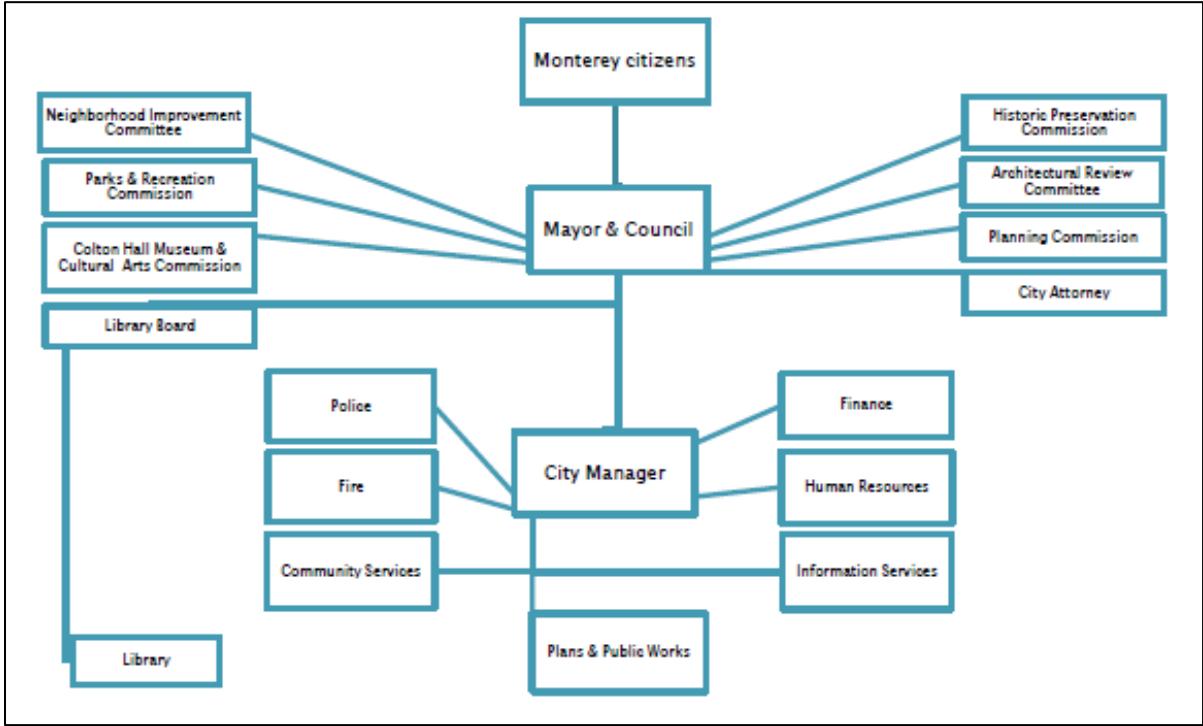 Monterey citizens
Neighborhood Improvement
Committee
Historic Preservation
Commission
Parks & Recreation
Commission
Architectural Review
Committee
Mayor & Council
Colton Hall Museum &
Cultural Arts Commission
Planning Commission
City Attorney
Library Board
Police
Finance
City Manager
Fire
Human Resources
Community Services
Information Services
Plans & Public Works
Library